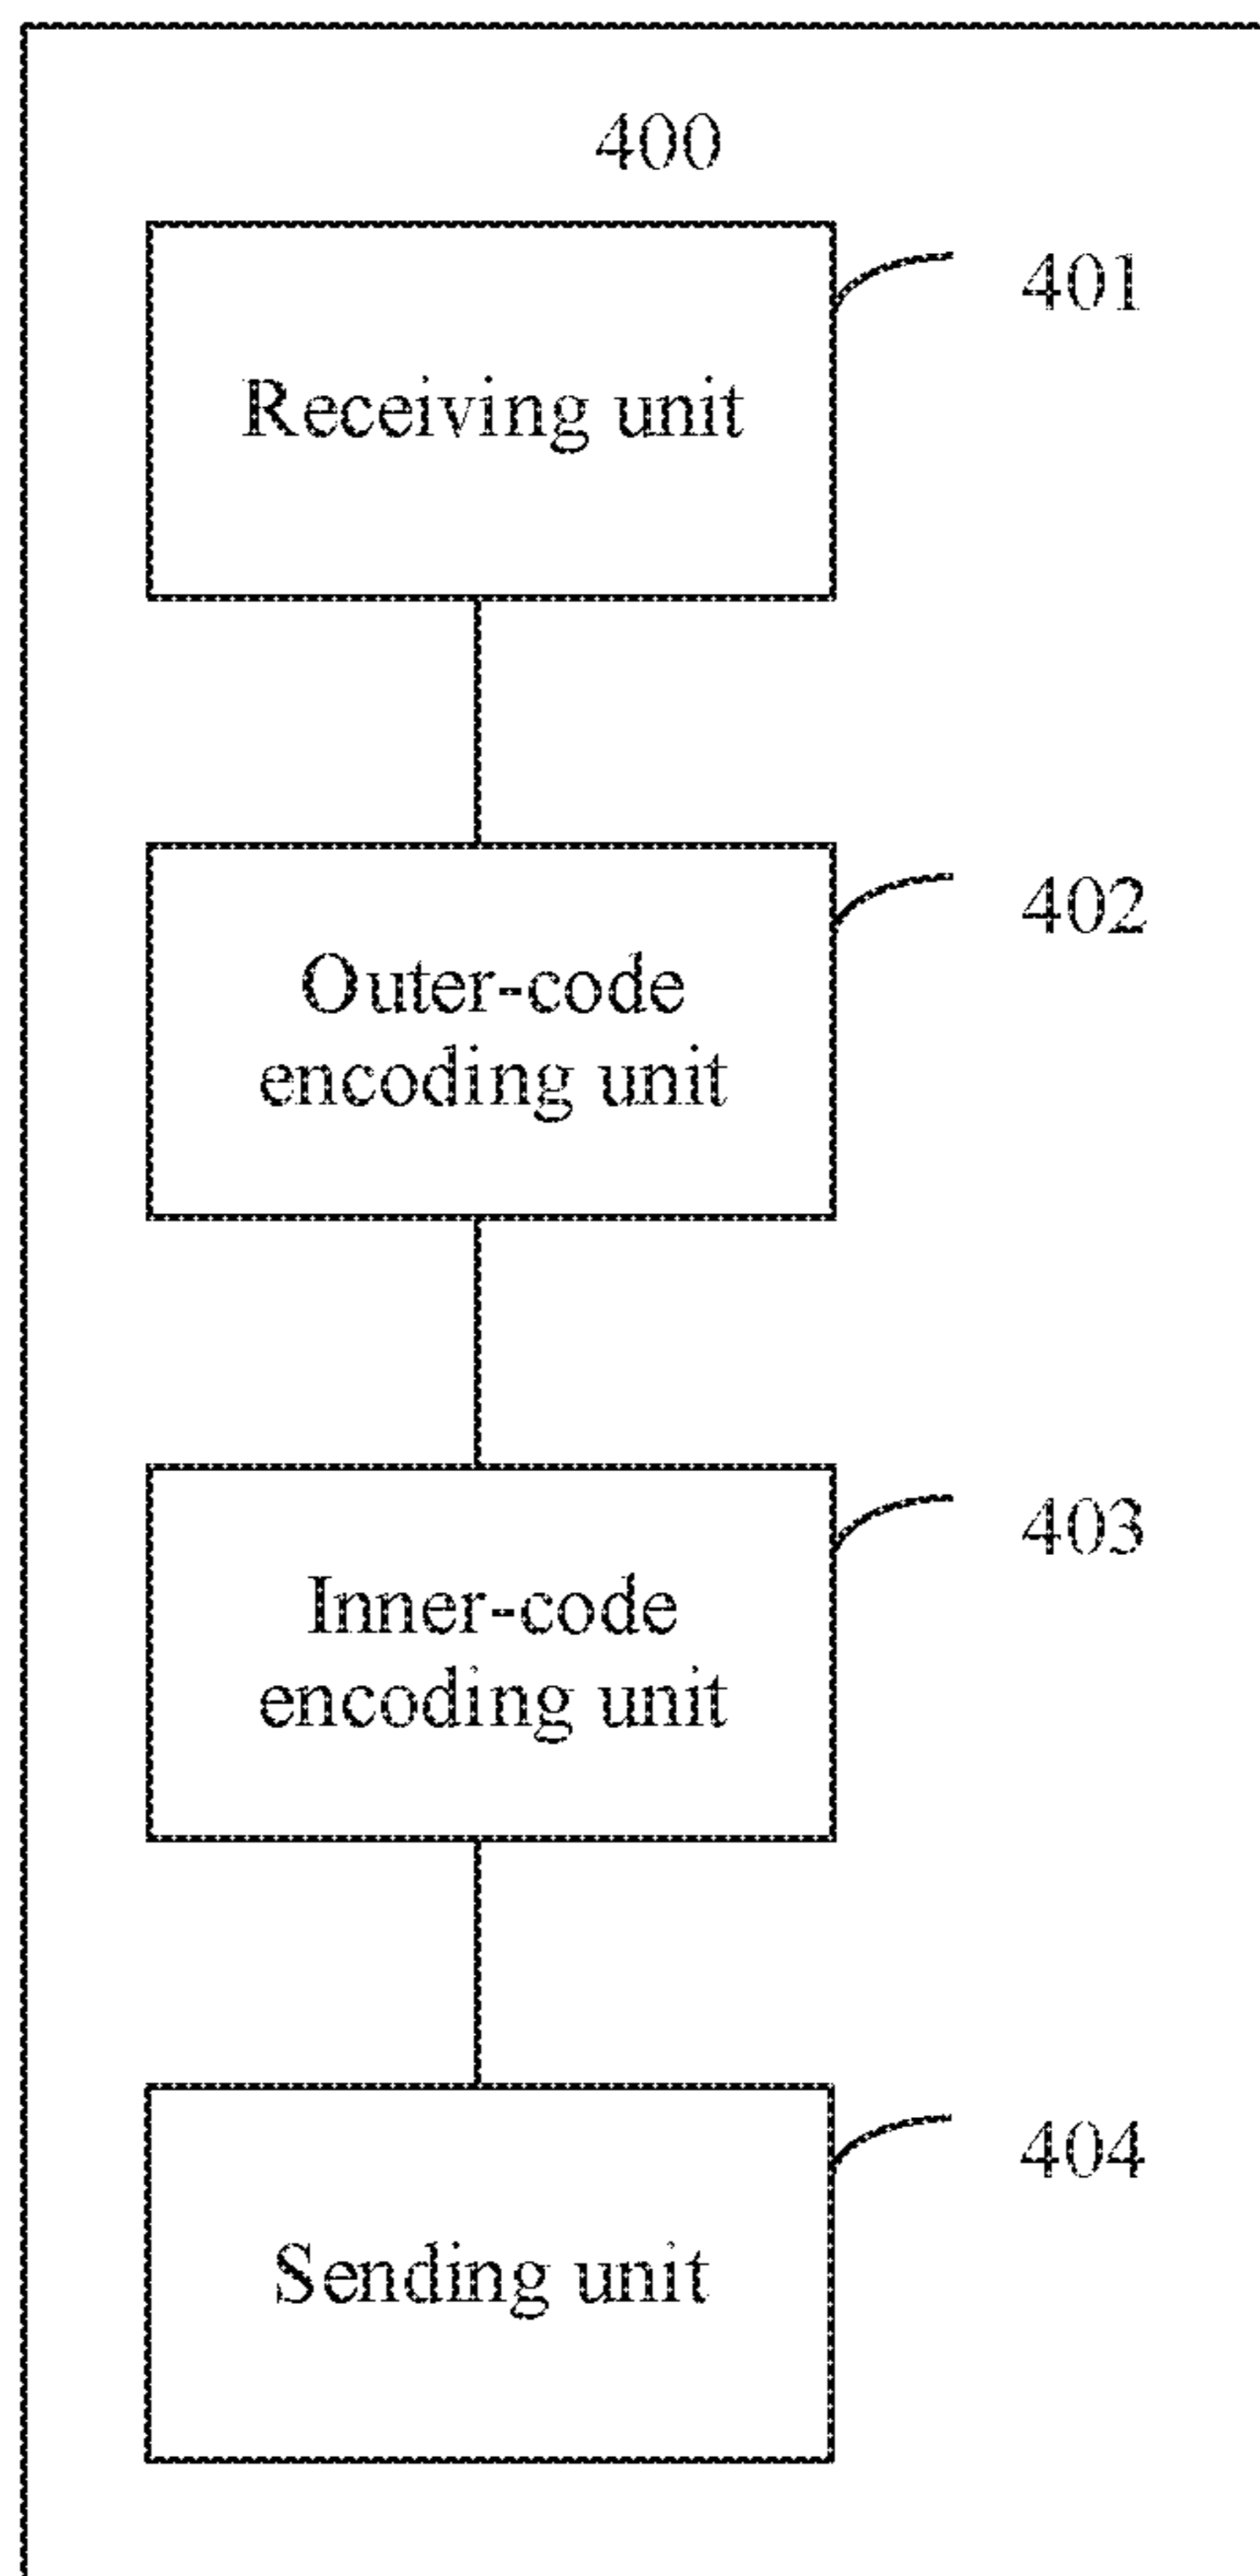 400
Receiving unit
401
Outer-code
encoding unit
402
Inner-code
encoding unit
403
Sending unit
404